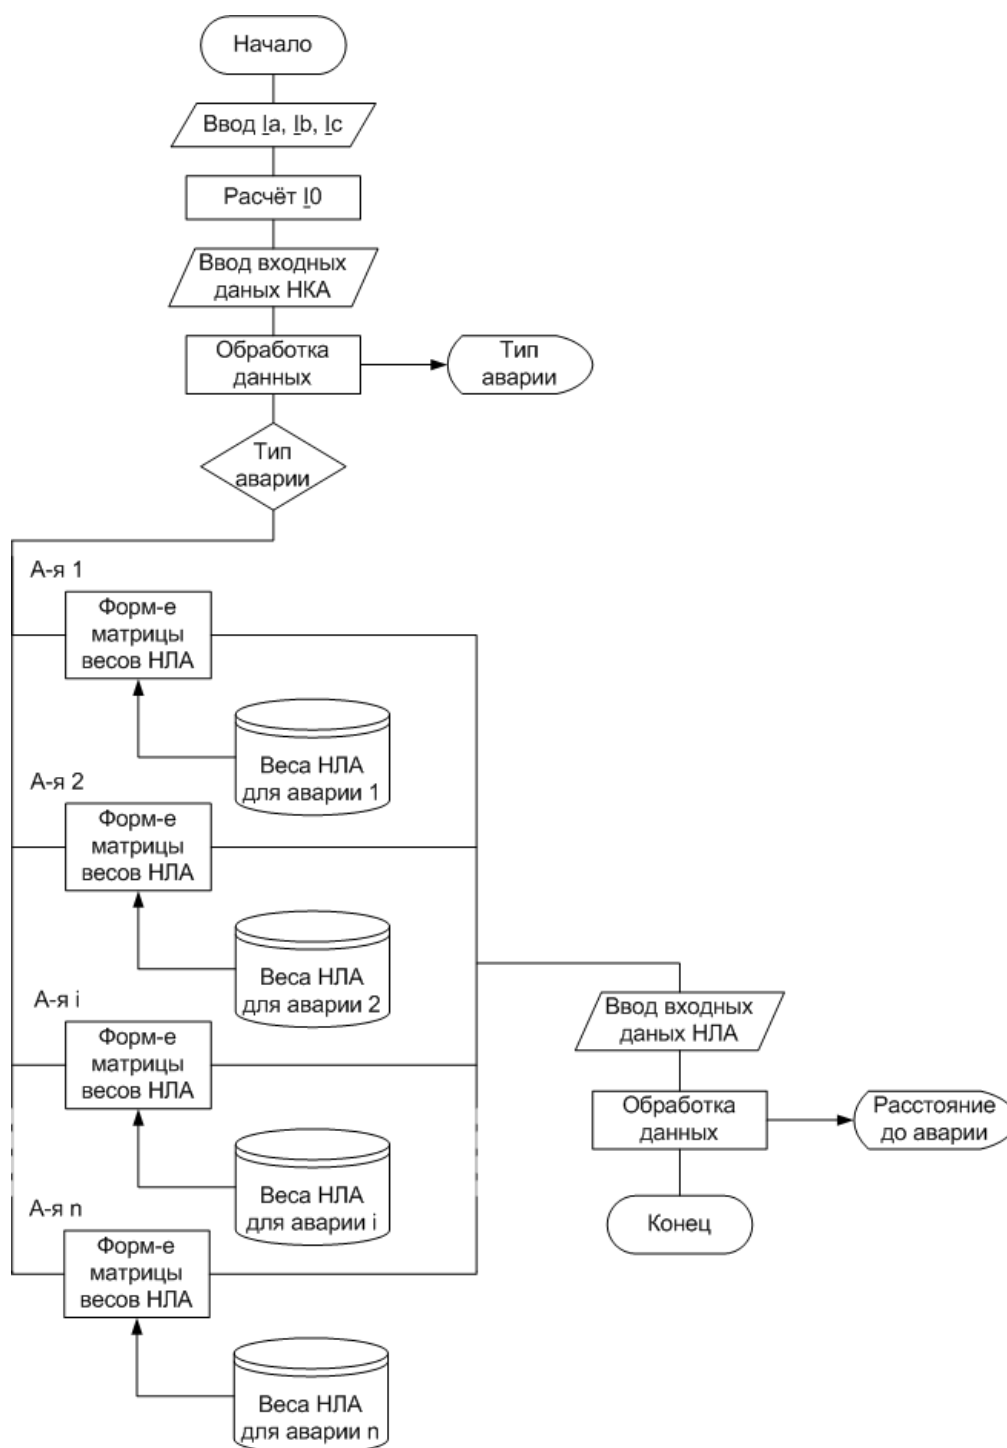 Начало
Ввод Ia, Ib, Ic
Расчёт I0
Ввод входных
даных НКА
Обработка
данных
Тип
аварии
Тип
аварии
А-я 1
Форм-е
матрицы
весов НЛА
Веса НЛА
для аварии 1
А-я 2
Форм-е
матрицы
весов НЛА
Веса НЛА
для аварии 2
А-я i
Форм-е
матрицы
весов НЛА
Веса НЛА
для аварии i
А-я n
Форм-е
матрицы
весов НЛА
Веса НЛА
для аварии n
Ввод входных
даных НЛА
Обработка
данных
Расстояние
до аварии
Конец